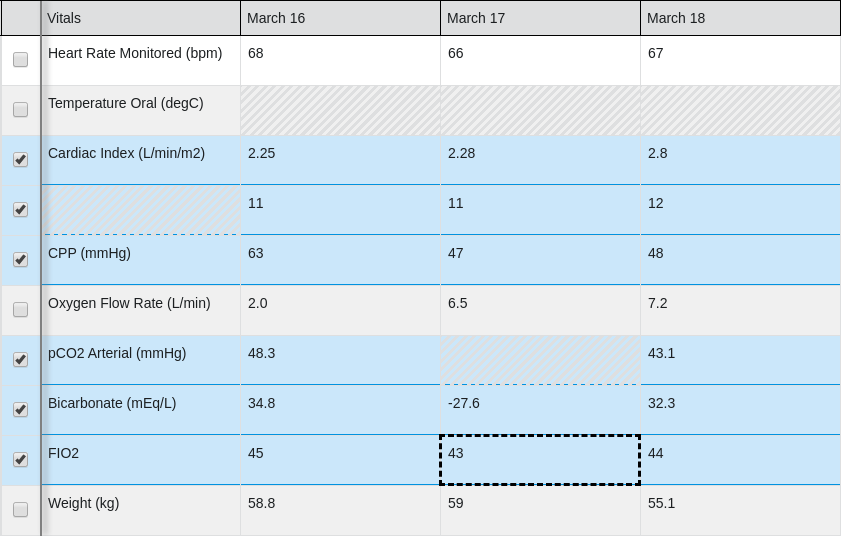 Vitals March 16 March 17 March 18
Heart Rate Monitored (bpm) 68 66 67
Temperature Oral (degC)
Cardiac Index (L/min/m2) 2.25 2.28 2.8
11 11 12
CPP (mmHg) 63 47 48
Oxygen Flow Rate (L/min) 2.0 6.5 7.2
pCO2 Arterial (mmHg) 48.3 43.1
Bicarbonate (mEq/L) 34.8 -27.6 32.3
FIO2 45 43 44
Weight (kg) 58.8 59 55.1